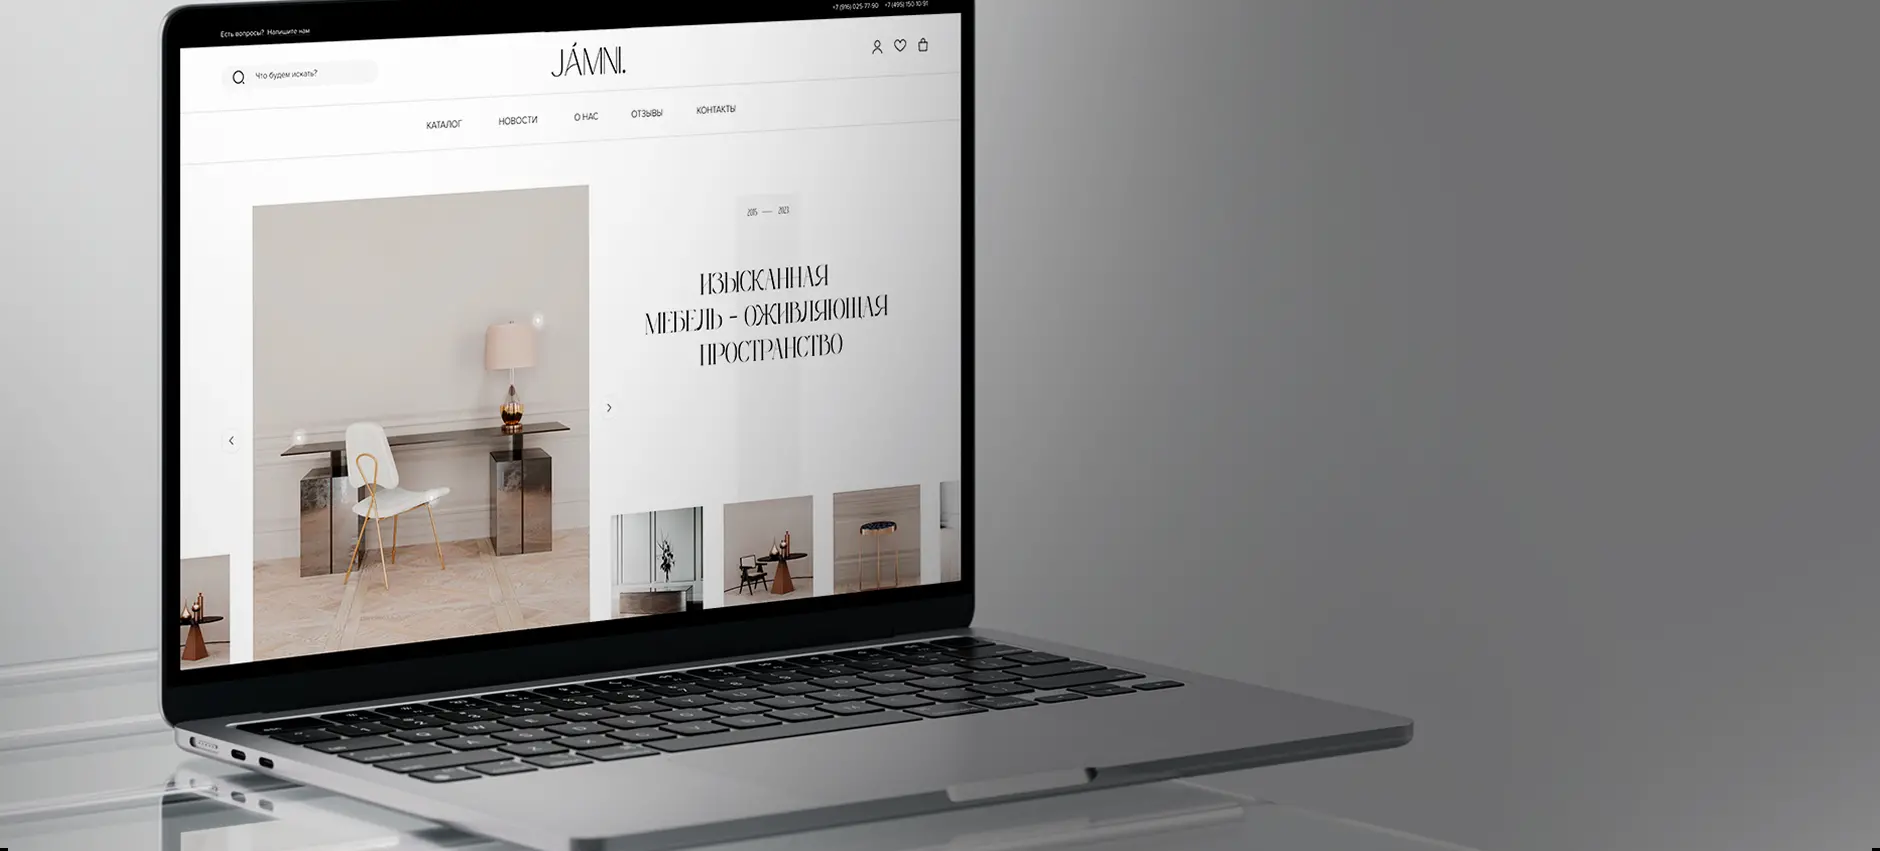 Есть вопросы? Напишите нам
+7 (916) 025-77-90 +7 (495) 150-10-91
Что будем искать?
JÁMNI.
КАТАЛОГ НОВОСТИ О НАС ОТЗЫВЫ КОНТАКТЫ
2015 — 2023
ИЗЫСКАННАЯ
МЕБЕЛЬ - ОЖИВЛЯЮЩАЯ
ПРОСТРАНСТВО